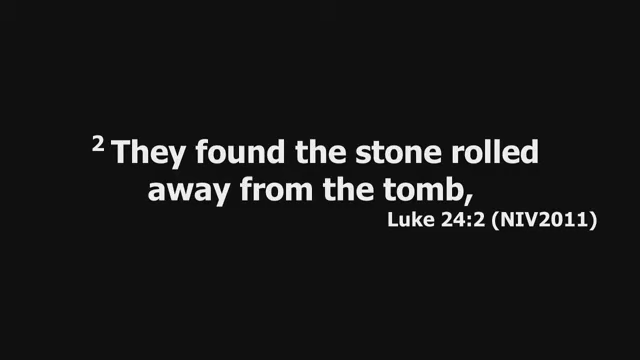 2 They found the stone rolled
away from the tomb,
Luke 24:2 (NIV2011)